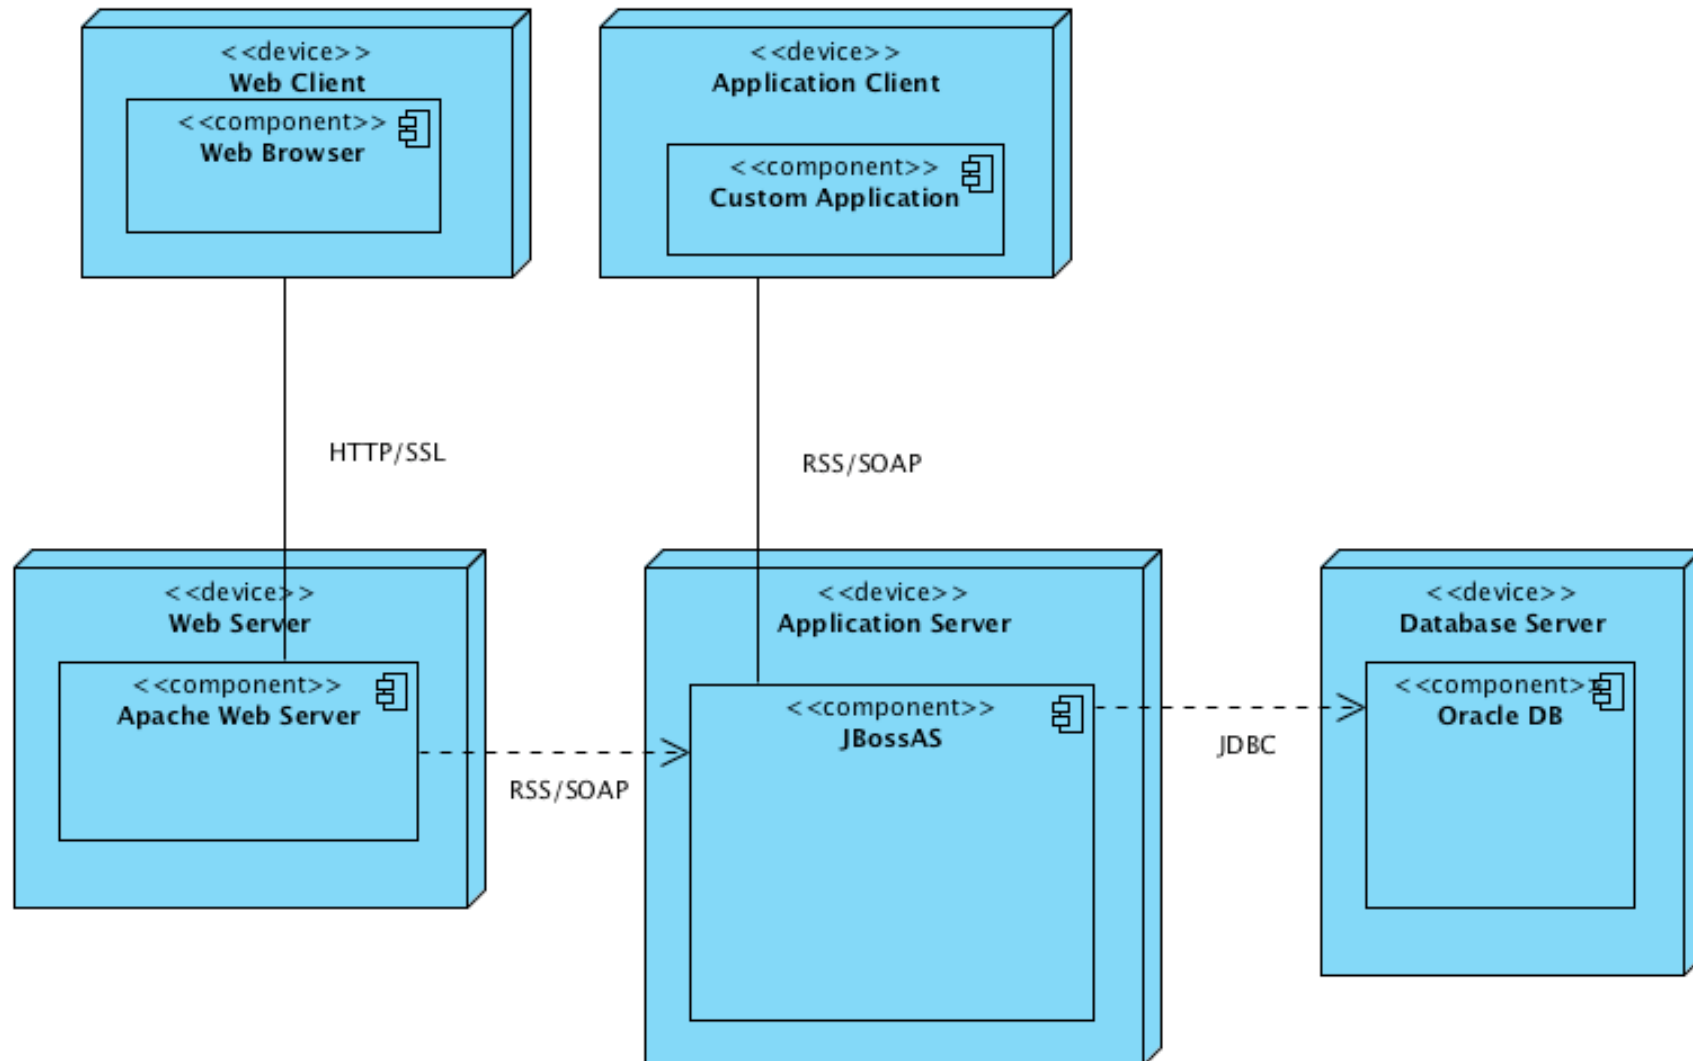 <<device>>
Web Client
<<component>>
Web Browser
<<device>>
Application Client
<<component>>
Custom Application
HTTP/SSL
RSS/SOAP
<<device>>
Web Server
<<component>>
Apache Web Server
RSS/SOAP
<<device>>
Application Server
<<component>>
JBossAS
JDBC
<<device>>
Database Server
<<component>>
Oracle DB